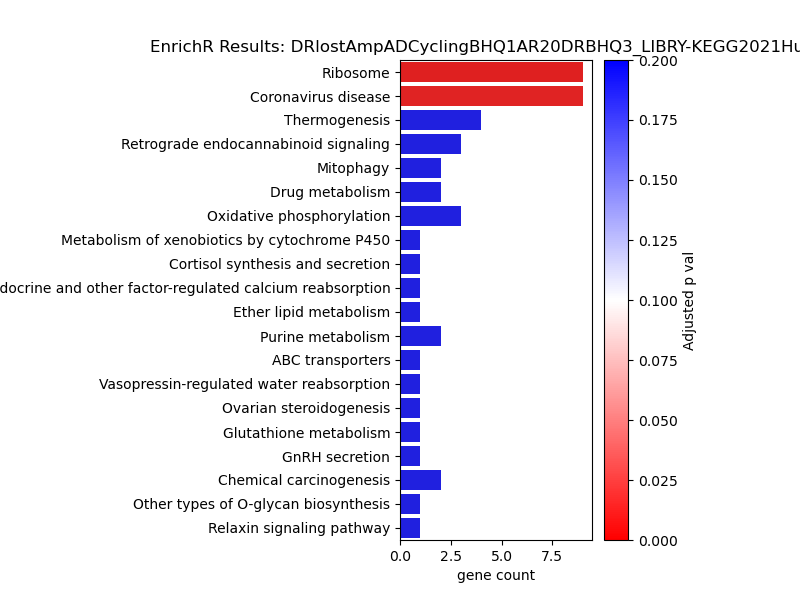 EnrichR Results: DRlostAmpADCyclingBHQ1AR20DRBHQ3_LIBRY-KEGG2021Hu
Ribosome
Coronavirus disease
Thermogenesis
Retrograde endocannabinoid signaling
Mitophagy
Drug metabolism
Oxidative phosphorylation
Metabolism of xenobiotics by cytochrome P450
Cortisol synthesis and secretion
docrine and other factor-regulated calcium reabsorption
Ether lipid metabolism
Purine metabolism
ABC transporters
Vasopressin-regulated water reabsorption
Ovarian steroidogenesis
Glutathione metabolism
GnRH secretion
Chemical carcinogenesis
Other types of O-glycan biosynthesis
Relaxin signaling pathway
0.0 2.5 5.0 7.5
gene count
0.200
0.175
0.150
0.125
0.100
0.075
0.050
0.025
0.000
Adjusted p val